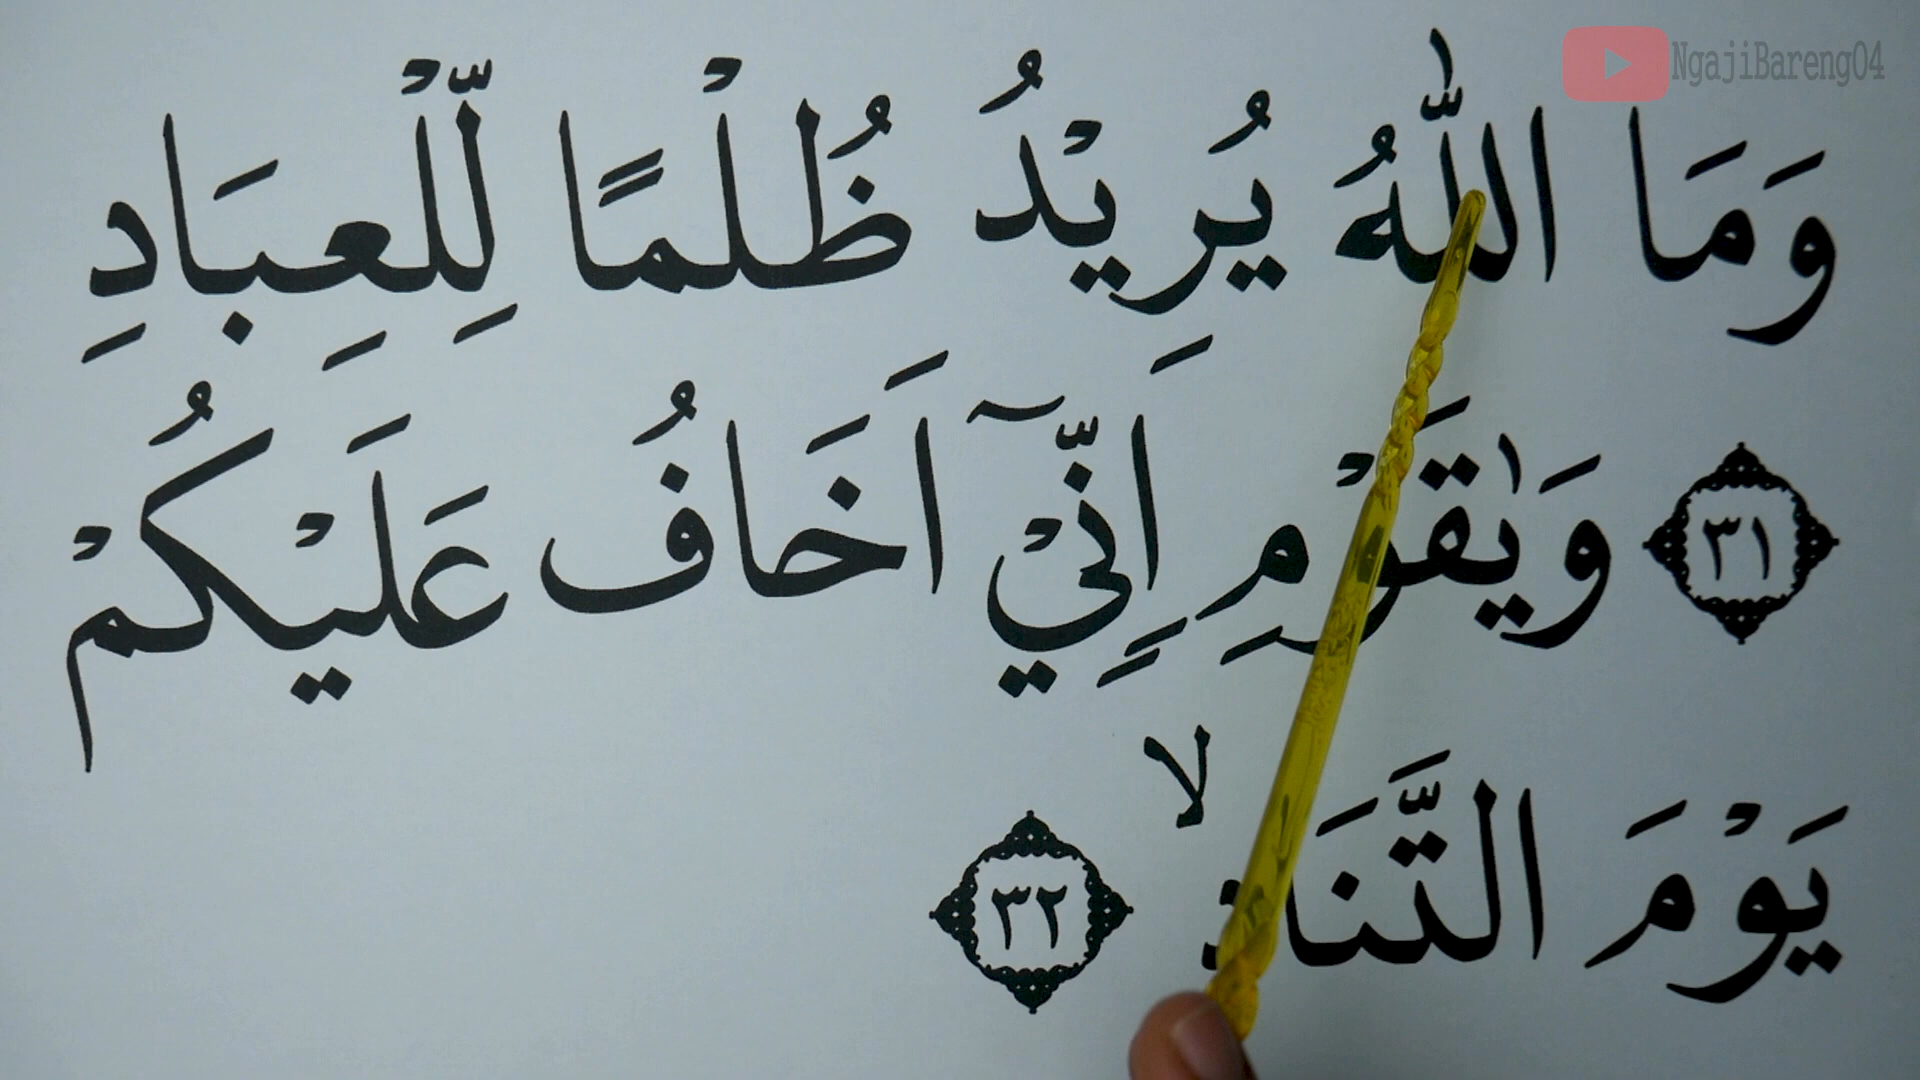 NgajiBareng04
وَمَا اللّٰهُ يُرِيْدُ ظُلْمًا لِّلْعِبَادِ
٣١ وَيٰقَوْمِ اِنِّيْٓ اَخَافُ عَلَيْكُمْ
يَوْمَ التَّنَادِ ۙ ٣٢